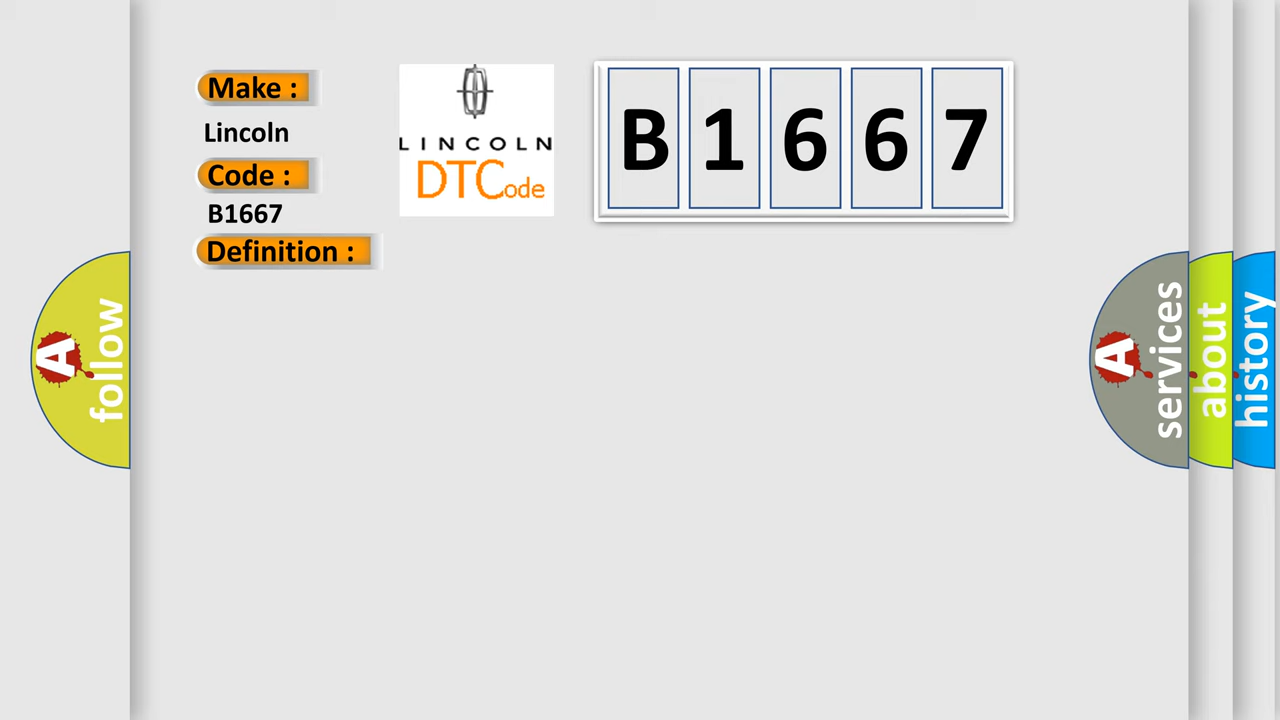 Make :
Lincoln
Code :
B1667
Definition :
LINCOLN
DTCode
B 1 6 6 7
A
follow
A
services
about
history